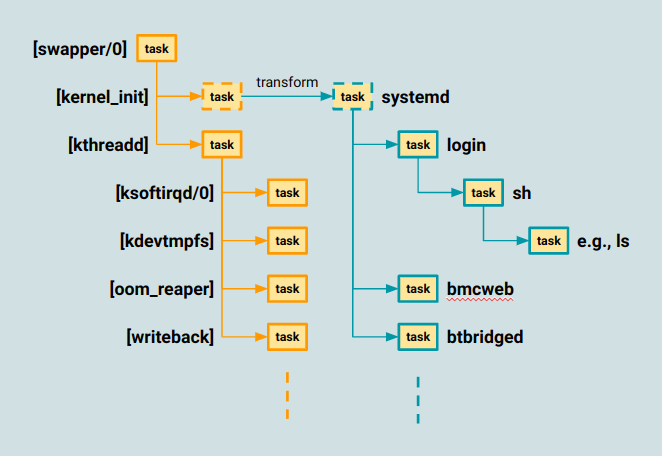 [swapper/0] task
transform
[kernel_init] task task systemd
[kthreadd] task task login
[ksoftirqd/0] task task sh
[kdevtmpfs] task task e.g., ls
[oom_reaper] task task bmcweb
[writeback] task task btbridged